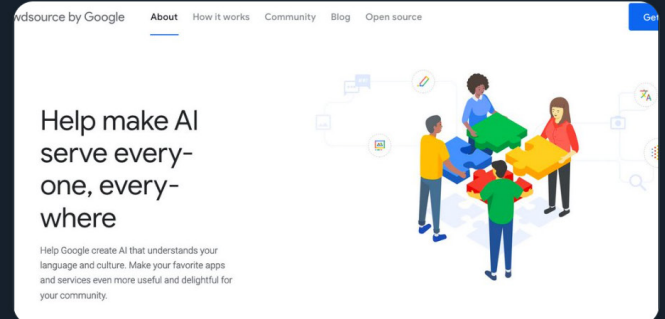 wdsource by Google About How it works Community Blog Open source Get
Help make AI
serve every-
one, every-
where
Help Google create AI that understands your
language and culture. Make your favorite apps
and services even more useful and delightful for
your community.